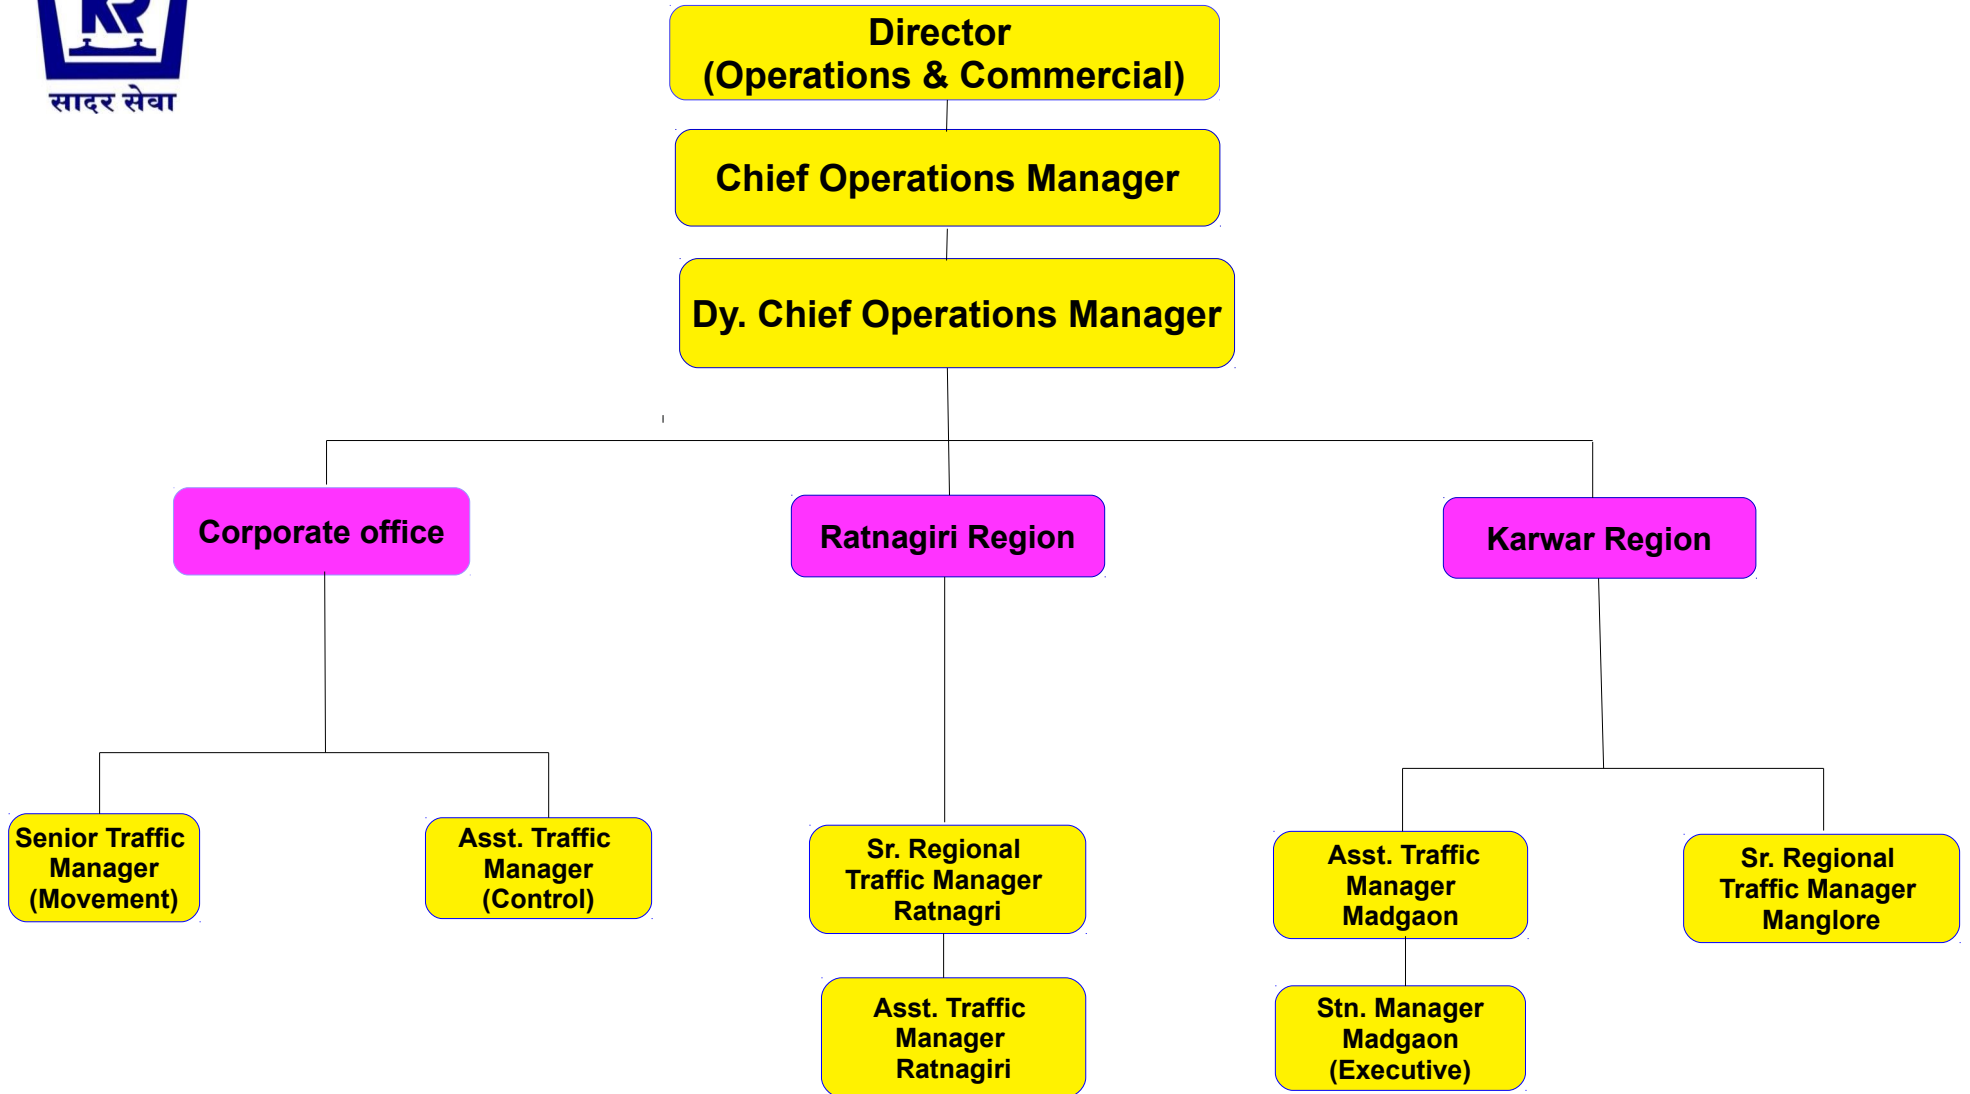 KR
सादर सेवा
Director
(Operations & Commercial)
Chief Operations Manager
Dy. Chief Operations Manager
Corporate office
Ratnagiri Region
Karwar Region
Senior Traffic
Manager
(Movement)
Asst. Traffic
Manager
(Control)
Sr. Regional
Traffic Manager
Ratnagri
Asst. Traffic
Manager
Madgaon
Sr. Regional
Traffic Manager
Manglore
Asst. Traffic
Manager
Ratnagiri
Stn. Manager
Madgaon
(Executive)